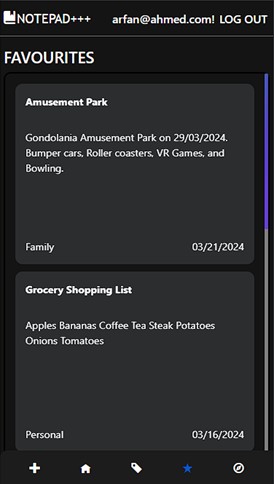 NOTEPAD+++ arfan@ahmed.com! LOG OUT
FAVOURITES
Amusement Park
Gondolania Amusement Park on 29/03/2024.
Bumper cars, Roller coasters, VR Games, and
Bowling.
Family 03/21/2024
Grocery Shopping List
Apples Bananas Coffee Tea Steak Potatoes
Onions Tomatoes
Personal 03/16/2024